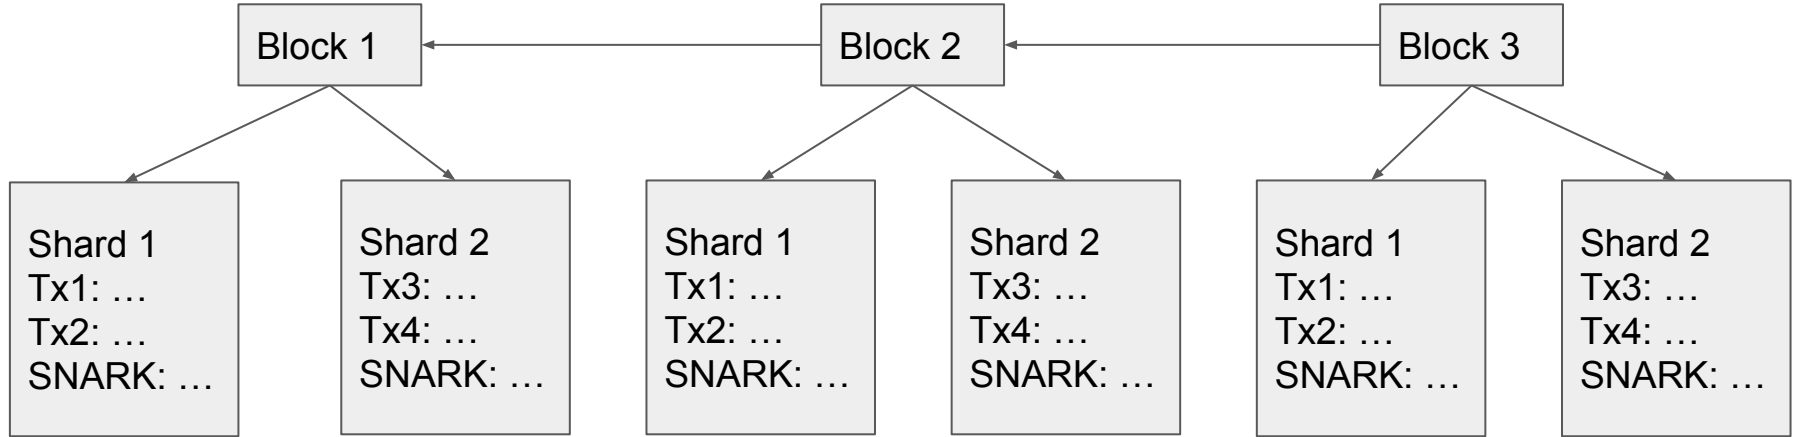 Block 1
Block 2
Block 3
Shard 1
Tx1: …
Tx2: …
SNARK: …
Shard 2
Tx3: …
Tx4: …
SNARK: …
Shard 1
Tx1: …
Tx2: …
SNARK: …
Shard 2
Tx3: …
Tx4: …
SNARK: …
Shard 1
Tx1: …
Tx2: …
SNARK: …
Shard 2
Tx3: …
Tx4: …
SNARK: …